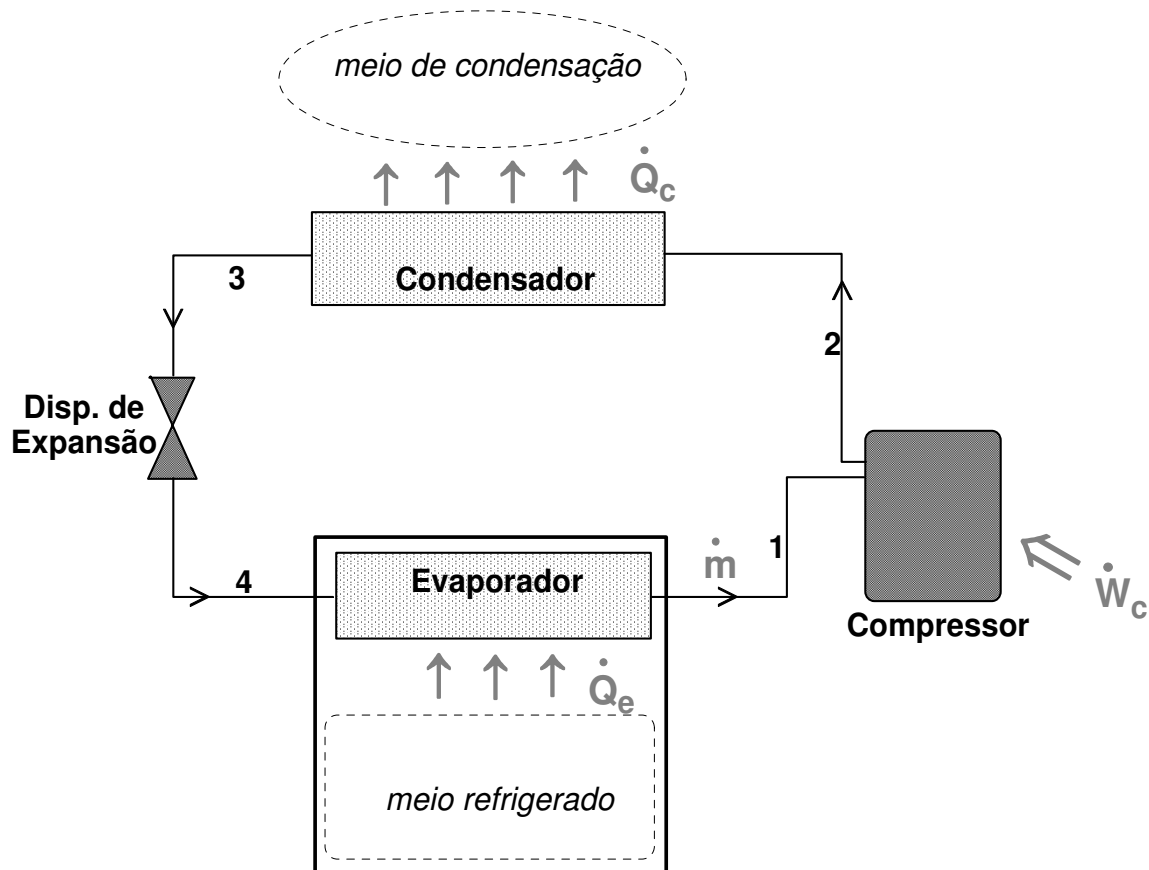 meio de condensação
Q̇c
3
Condensador
2
Disp. de
Expansão
4
Evaporador
ṁ
1
Ẇc
Compressor
Q̇e
meio refrigerado